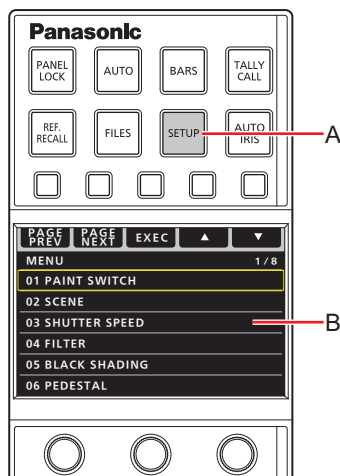 Panasonic
PANEL LOCK
AUTO
BARS
TALLY CALL
REF. RECALL
FILES
SETUP
AUTO IRIS
A
PAGE PREV
PAGE NEXT
EXEC
▲
▼
MENU 1/8
01 PAINT SWITCH
02 SCENE
03 SHUTTER SPEED
B
04 FILTER
05 BLACK SHADING
06 PEDESTAL